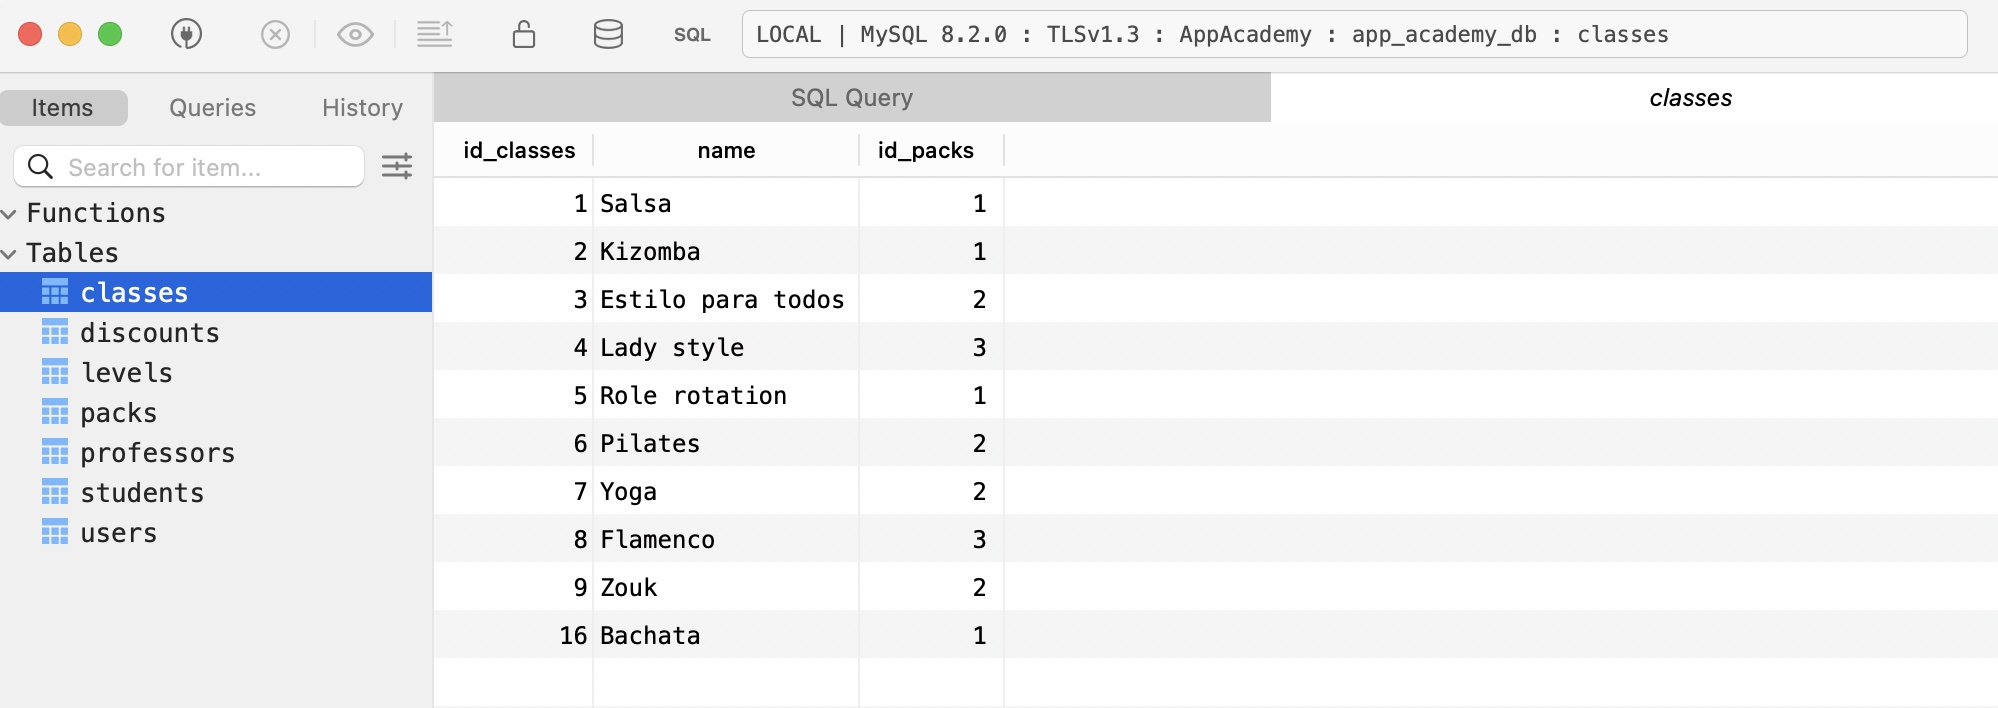 SQL
LOCAL | MySQL 8.2.0 : TLSv1.3 : AppAcademy : app_academy_db : classes
Items Queries History
Search for item...
Functions
Tables
classes
discounts
levels
packs
professors
students
users
SQL Query classes
id_classes name id_packs
1 Salsa 1
2 Kizomba 1
3 Estilo para todos 2
4 Lady style 3
5 Role rotation 1
6 Pilates 2
7 Yoga 2
8 Flamenco 3
9 Zouk 2
16 Bachata 1